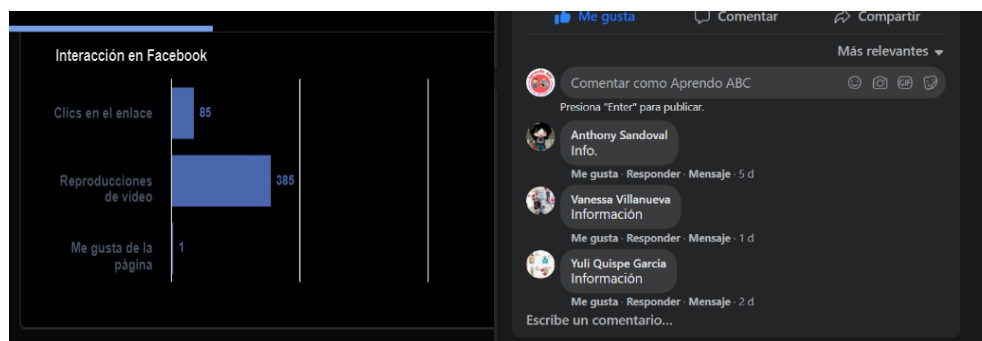 Interacción en Facebook
Clics en el enlace
85
Reproducciones
de video
385
Me gusta de la
página
1
Me gusta
Comentar
Compartir
Más relevantes
Comentar como Aprendo ABC
GIF
Presiona "Enter" para publicar.
Anthony Sandoval
Info.
Me gusta · Responder · Mensaje · 5 d
Vanessa Villanueva
Información
Me gusta · Responder · Mensaje · 1 d
Yuli Quispe Garcia
Información
Me gusta · Responder · Mensaje · 2 d
Escribe un comentario...